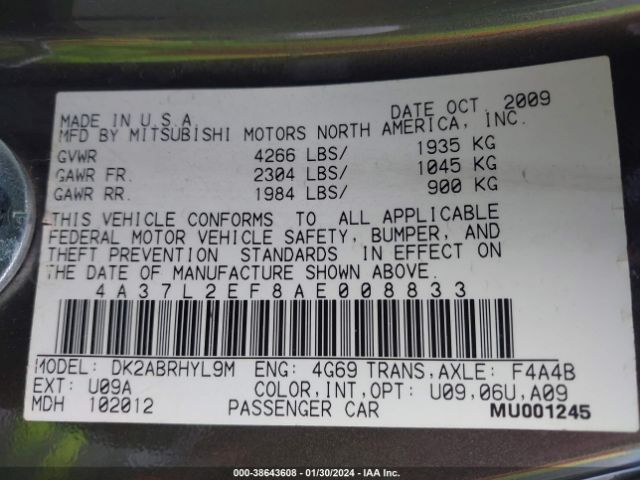 MADE IN U.S.A. DATE OCT. 2009
MFD BY MITSUBISHI MOTORS NORTH AMERICA, INC.
GVWR 4266 LBS/ 1935 KG
GAWR FR. 2304 LBS/ 1045 KG
GAWR RR. 1984 LBS/ 900 KG
THIS VEHICLE CONFORMS TO ALL APPLICABLE
FEDERAL MOTOR VEHICLE SAFETY, BUMPER, AND
THEFT PREVENTION STANDARDS IN EFFECT ON
THE DATE OF MANUFACTURE SHOWN ABOVE.
4A37L2EF8AE008833
MODEL: DK2ABRHYL9M ENG: 4G69 TRANS,AXLE: F4A4B
EXT: U09A COLOR,INT,OPT: U09,06U,A09
MDH 102012 PASSENGER CAR MU001245
000-38643608 - 01/30/2024 - IAA Inc.